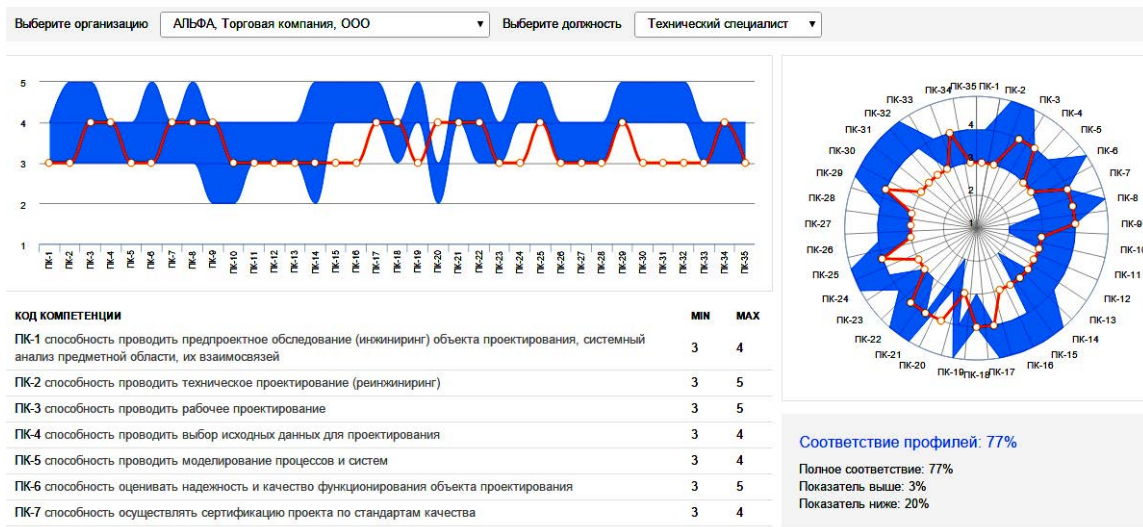 Выберите организацию АЛЬФА, Торговая компания, ООО Выберите должность Технический специалист
5
4
3
2
1
ПК-1 ПК-2 ПК-3 ПК-4 ПК-5 ПК-6 ПК-7 ПК-8 ПК-9 ПК-10 ПК-11 ПК-12 ПК-13 ПК-14 ПК-15 ПК-16 ПК-17 ПК-18 ПК-19 ПК-20 ПК-21 ПК-22 ПК-23 ПК-24 ПК-25 ПК-26 ПК-27 ПК-28 ПК-29 ПК-30 ПК-31 ПК-32 ПК-33 ПК-34 ПК-35
КОД КОМПЕТЕНЦИИ MIN MAX
ПК-1 способность проводить предпроектное обследование (инжиниринг) объекта проектирования, системный
анализ предметной области, их взаимосвязей 3 4
ПК-2 способность проводить техническое проектирование (реинжиниринг) 3 5
ПК-3 способность проводить рабочее проектирование 3 5
ПК-4 способность проводить выбор исходных данных для проектирования 3 4
ПК-5 способность проводить моделирование процессов и систем 3 4
ПК-6 способность оценивать надежность и качество функционирования объекта проектирования 3 5
ПК-7 способность осуществлять сертификацию проекта по стандартам качества 3 4
ПК-1
ПК-2
ПК-3
ПК-4
ПК-5
ПК-6
ПК-7
ПК-8
ПК-9
ПК-10
ПК-11
ПК-12
ПК-13
ПК-14
ПК-15
ПК-16
ПК-17
ПК-18
ПК-19
ПК-20
ПК-21
ПК-22
ПК-23
ПК-24
ПК-25
ПК-26
ПК-27
ПК-28
ПК-29
ПК-30
ПК-31
ПК-32
ПК-33
ПК-34
ПК-35
4
3
2
1
Соответствие профилей: 77%
Полное соответствие: 77%
Показатель выше: 3%
Показатель ниже: 20%